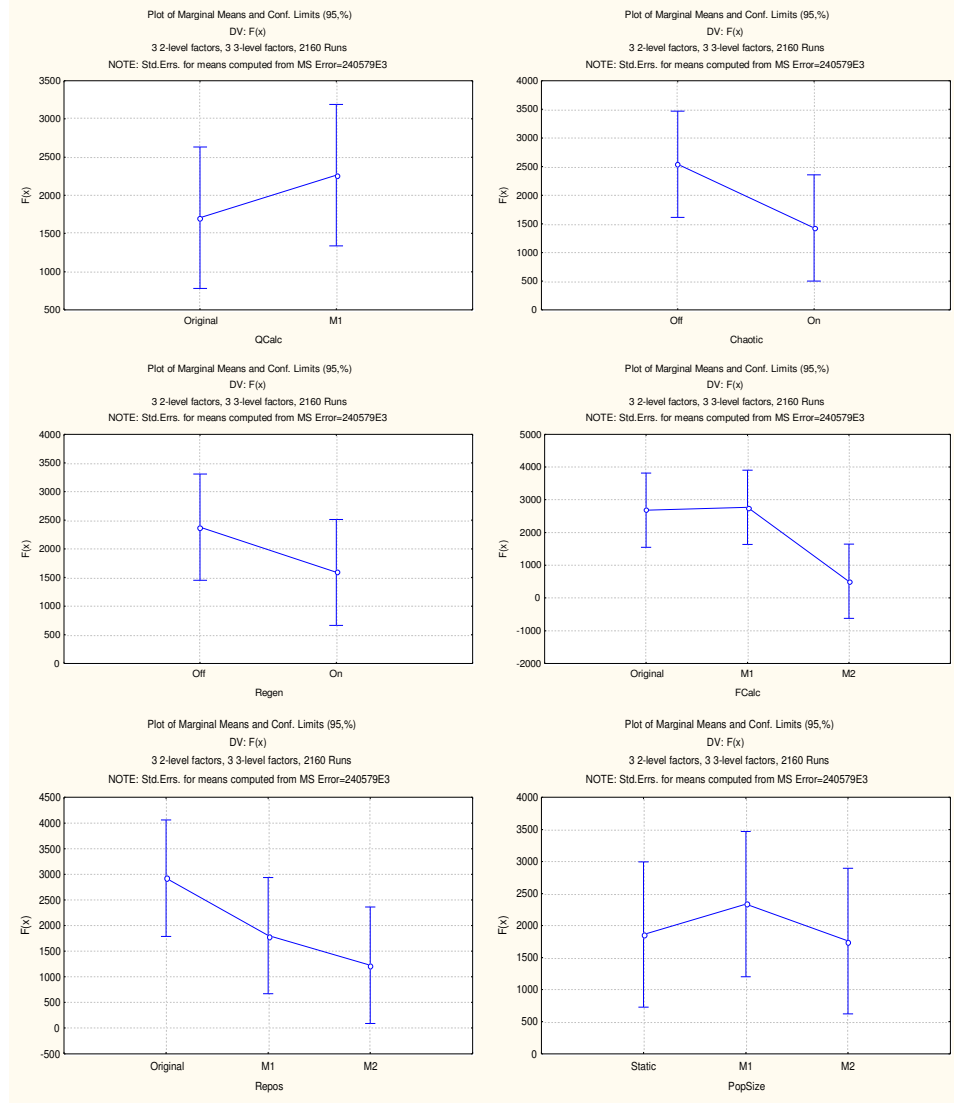 Plot of Marginal Means and Conf. Limits (95,%)
DV: F(x)
3 2-level factors, 3 3-level factors, 2160 Runs
NOTE: Std.Errs. for means computed from MS Error=240579E3
3500
3000
2500
2000
1500
1000
500
F(x)
Original M1
QCalc
Plot of Marginal Means and Conf. Limits (95,%)
DV: F(x)
3 2-level factors, 3 3-level factors, 2160 Runs
NOTE: Std.Errs. for means computed from MS Error=240579E3
4000
3500
3000
2500
2000
1500
1000
500
0
F(x)
Off On
Chaotic
Plot of Marginal Means and Conf. Limits (95,%)
DV: F(x)
3 2-level factors, 3 3-level factors, 2160 Runs
NOTE: Std.Errs. for means computed from MS Error=240579E3
4000
3500
3000
2500
2000
1500
1000
500
0
F(x)
Off On
Regen
Plot of Marginal Means and Conf. Limits (95,%)
DV: F(x)
3 2-level factors, 3 3-level factors, 2160 Runs
NOTE: Std.Errs. for means computed from MS Error=240579E3
5000
4000
3000
2000
1000
0
-1000
-2000
F(x)
Original M1 M2
FCalc
Plot of Marginal Means and Conf. Limits (95,%)
DV: F(x)
3 2-level factors, 3 3-level factors, 2160 Runs
NOTE: Std.Errs. for means computed from MS Error=240579E3
4500
4000
3500
3000
2500
2000
1500
1000
500
0
-500
F(x)
Original M1 M2
Repos
Plot of Marginal Means and Conf. Limits (95,%)
DV: F(x)
3 2-level factors, 3 3-level factors, 2160 Runs
NOTE: Std.Errs. for means computed from MS Error=240579E3
4000
3500
3000
2500
2000
1500
1000
500
0
F(x)
Static M1 M2
PopSize